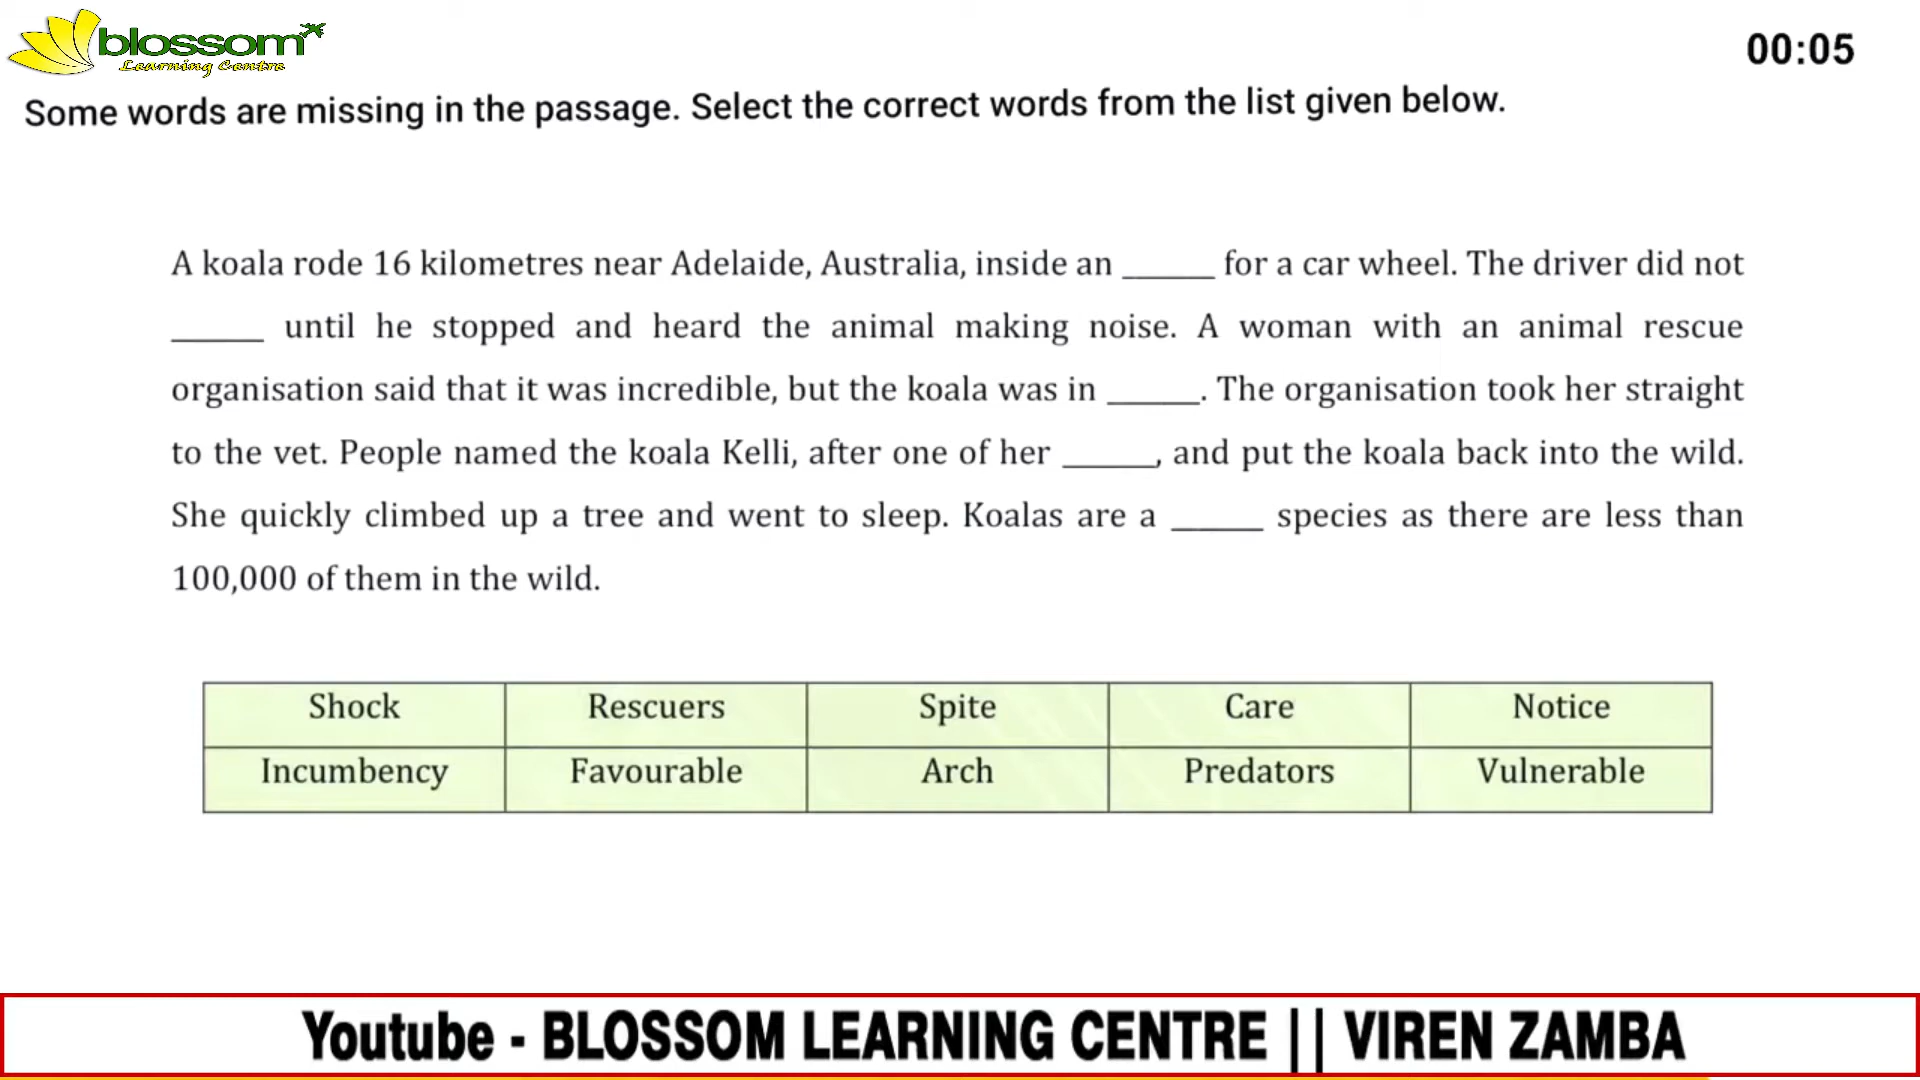 blossom
Learning Centre
00:05
Some words are missing in the passage. Select the correct words from the list given below.
A koala rode 16 kilometres near Adelaide, Australia, inside an ______ for a car wheel. The driver did not
______ until he stopped and heard the animal making noise. A woman with an animal rescue
organisation said that it was incredible, but the koala was in ______. The organisation took her straight
to the vet. People named the koala Kelli, after one of her ______, and put the koala back into the wild.
She quickly climbed up a tree and went to sleep. Koalas are a ______ species as there are less than
100,000 of them in the wild.
Shock Rescuers Spite Care Notice
Incumbency Favourable Arch Predators Vulnerable
Youtube - BLOSSOM LEARNING CENTRE || VIREN ZAMBA